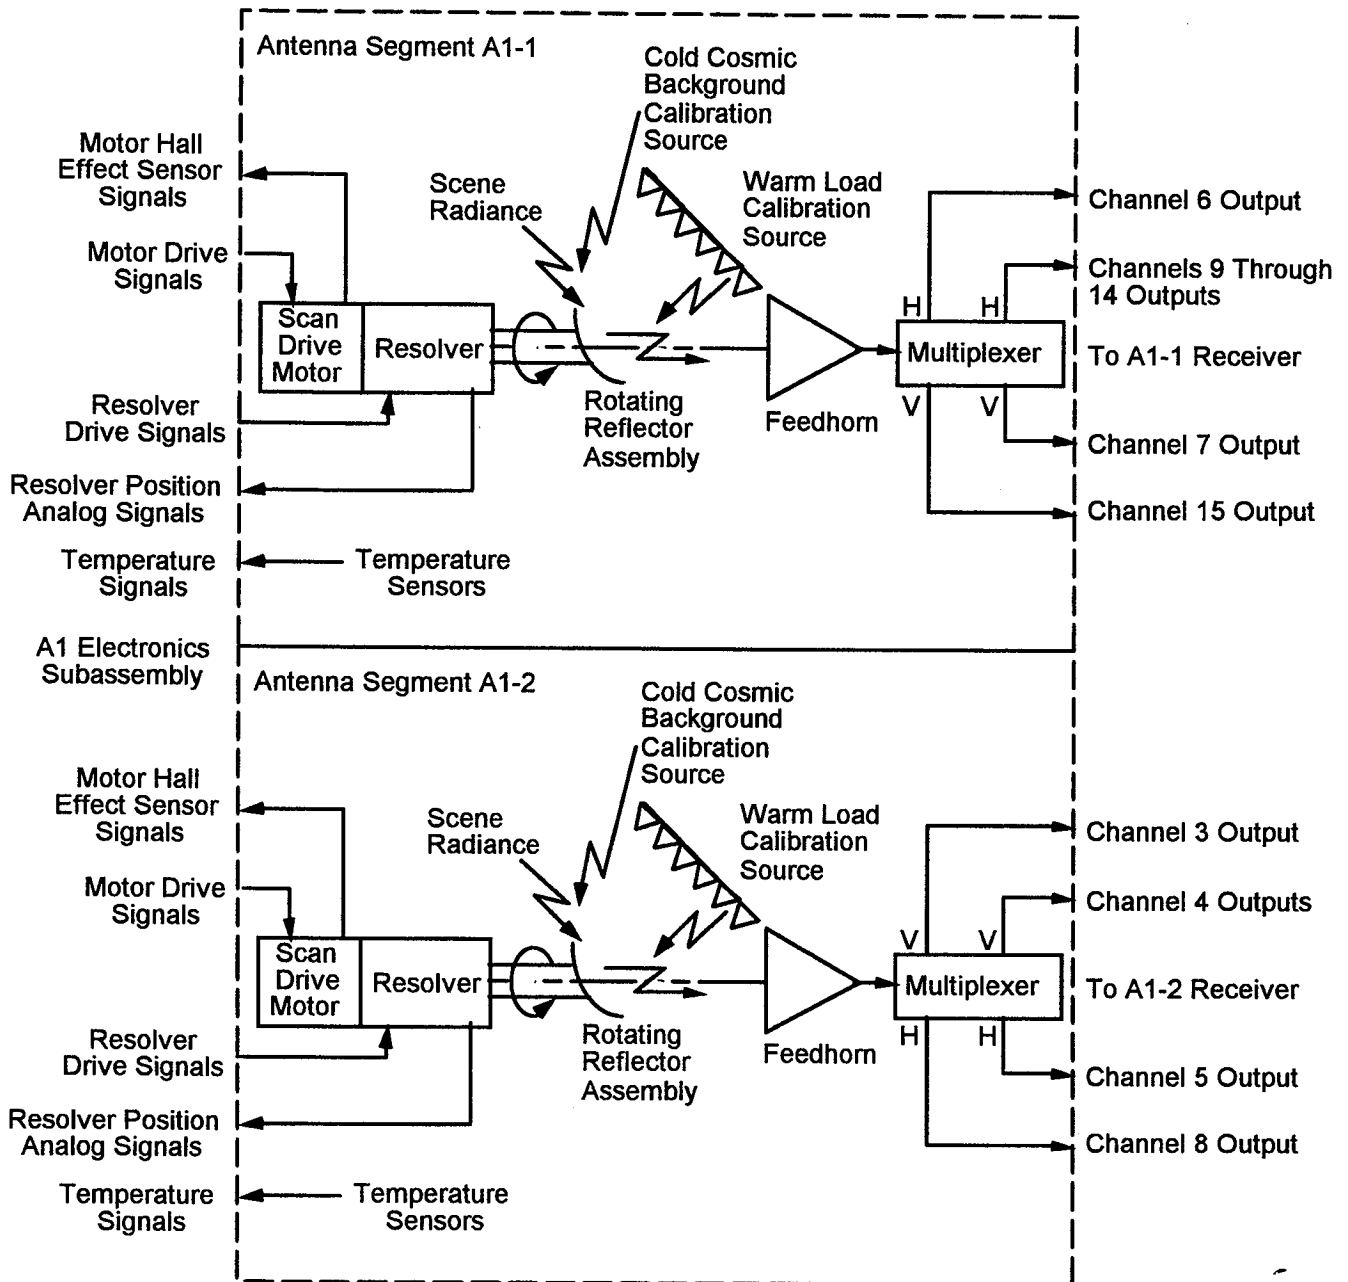 Antenna Segment A1-1
Cold Cosmic
Background
Calibration
Source
Motor Hall
Effect Sensor
Signals
Scene
Radiance
Warm Load
Calibration
Source
Channel 6 Output
Motor Drive
Signals
Channels 9 Through
14 Outputs
H
H
Scan
Drive
Motor
Resolver
Multiplexer
To A1-1 Receiver
V
V
Resolver
Drive Signals
Rotating
Reflector
Assembly
Feedhorn
Channel 7 Output
Resolver Position
Analog Signals
Channel 15 Output
Temperature
Signals
Temperature
Sensors
A1 Electronics
Subassembly
Antenna Segment A1-2
Cold Cosmic
Background
Calibration
Source
Motor Hall
Effect Sensor
Signals
Scene
Radiance
Warm Load
Calibration
Source
Channel 3 Output
Motor Drive
Signals
Channel 4 Outputs
V
V
Scan
Drive
Motor
Resolver
Multiplexer
To A1-2 Receiver
H
H
Resolver
Drive Signals
Rotating
Reflector
Assembly
Feedhorn
Channel 5 Output
Resolver Position
Analog Signals
Channel 8 Output
Temperature
Signals
Temperature
Sensors